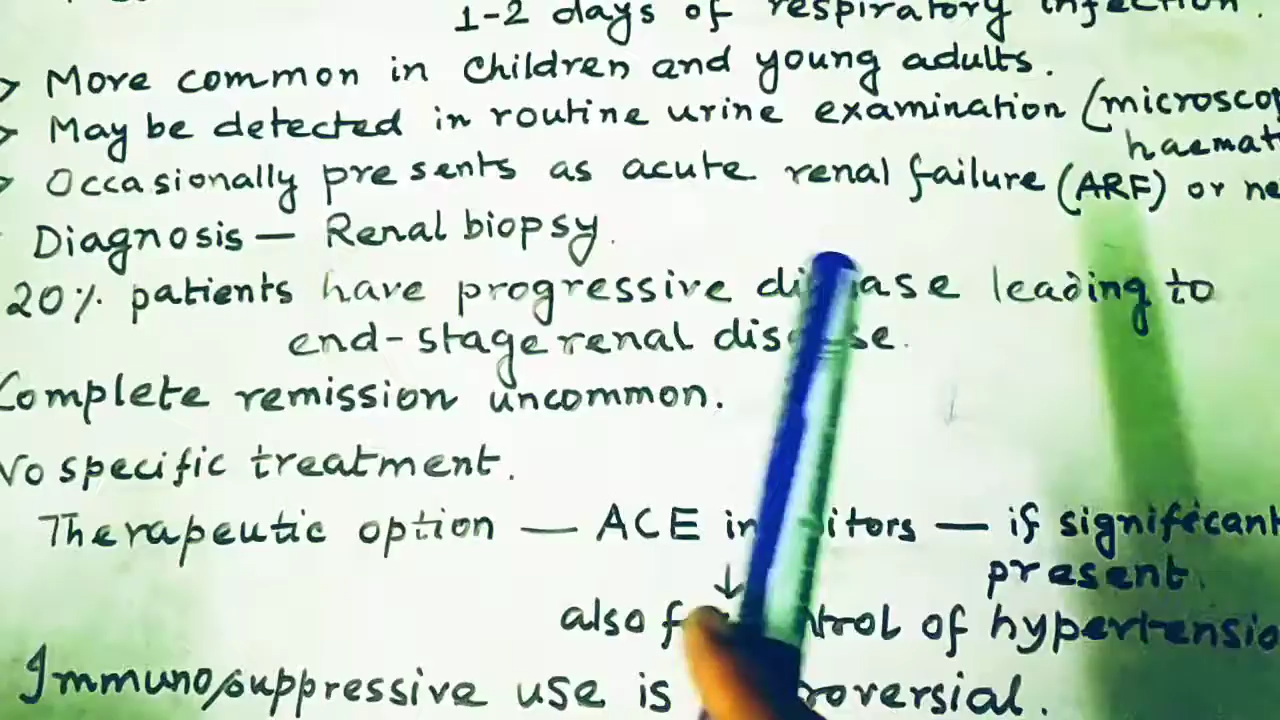 1-2 days of respiratory infection.
> More common in children and young adults.
> May be detected in routine urine examination (microscop
haemat
> Occasionally presents as acute renal failure (ARF) or ne
Diagnosis — Renal biopsy.
20% patients have progressive disease leading to
end-stage renal disease.
Complete remission uncommon.
No specific treatment.
Therapeutic option — ACE inhibitors — if significant
present.
↓
also for control of hypertensio
Immunosuppressive use is controversial.